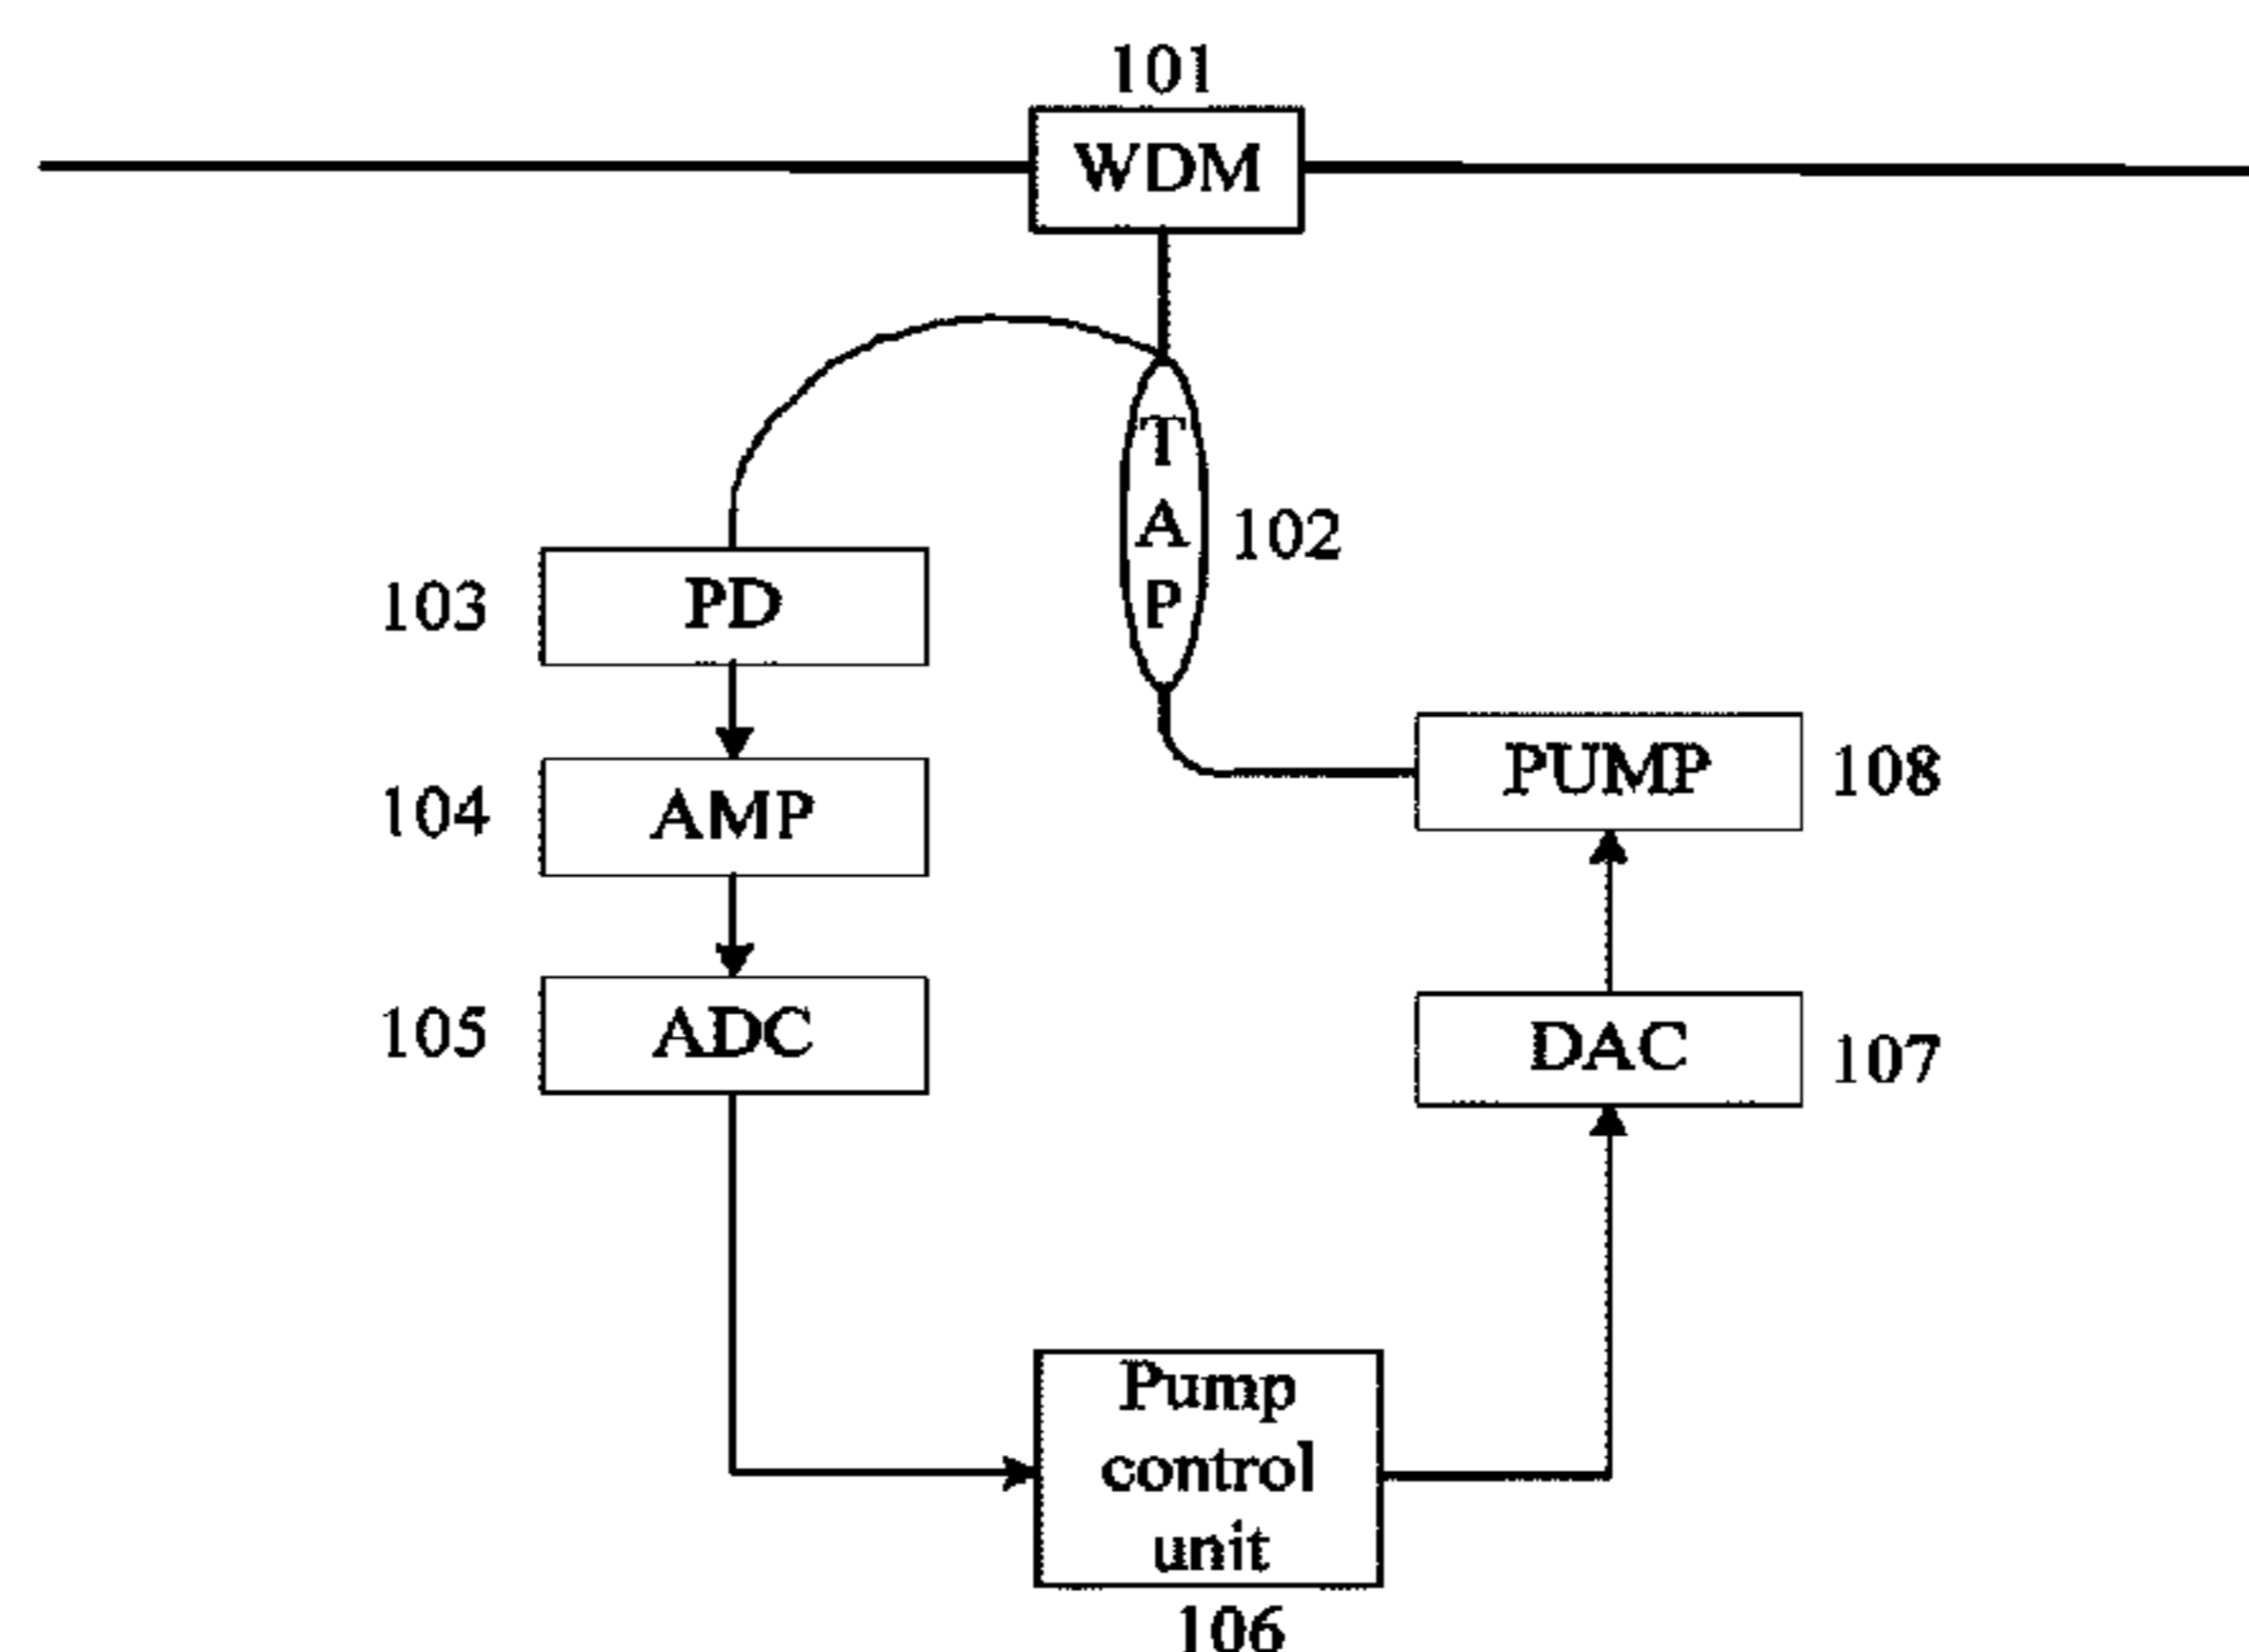 101
WDM
T
A
P
102
103
PD
PUMP
108
104
AMP
105
ADC
DAC
107
Pump
control
unit
106